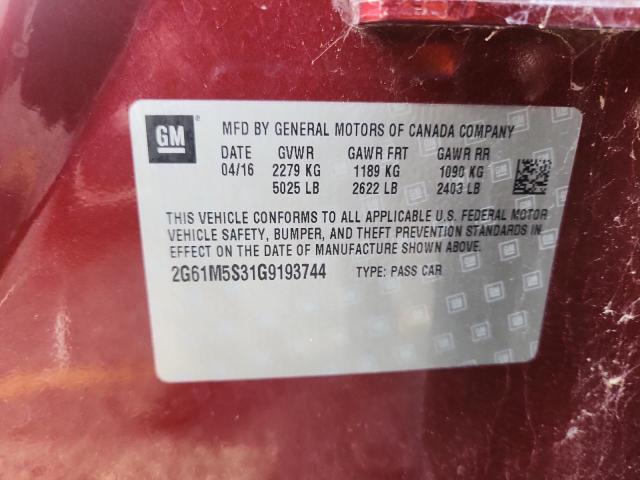 GM
MFD BY GENERAL MOTORS OF CANADA COMPANY
DATE GVWR GAWR FRT GAWR RR
04/16 2279 KG 1189 KG 1090 KG
5025 LB 2622 LB 2403 LB
THIS VEHICLE CONFORMS TO ALL APPLICABLE U.S. FEDERAL MOTOR
VEHICLE SAFETY, BUMPER, AND THEFT PREVENTION STANDARDS IN
EFFECT ON THE DATE OF MANUFACTURE SHOWN ABOVE.
2G61M5S31G9193744 TYPE: PASS CAR